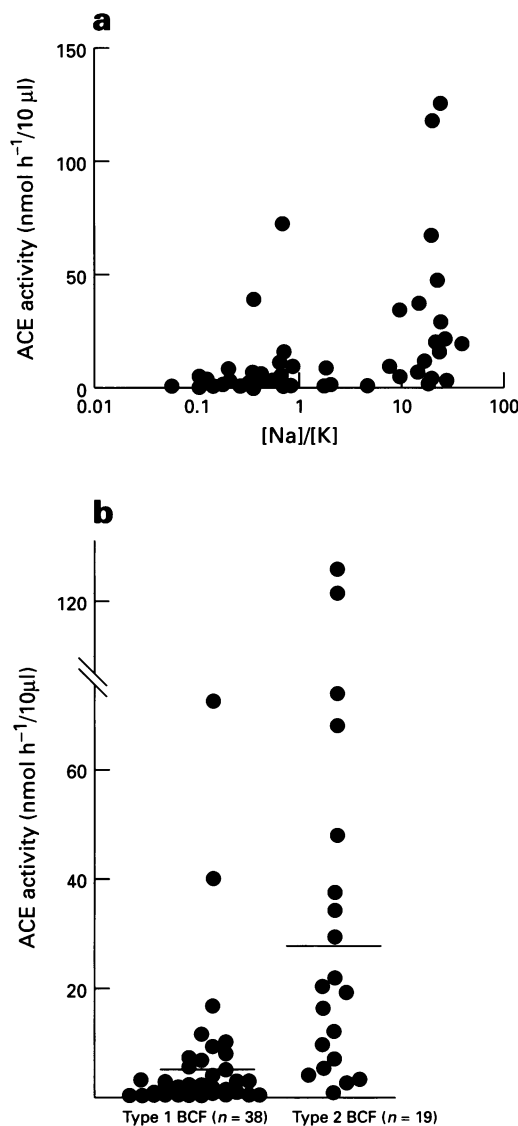 a
150
100
50
0
ACE activity (nmol h⁻¹/10 µl)
0.01 0.1 1 10 100
[Na]/[K]
b
120
60
40
20
ACE activity (nmol h⁻¹/10µl)
Type 1 BCF (n = 38) Type 2 BCF (n = 19)